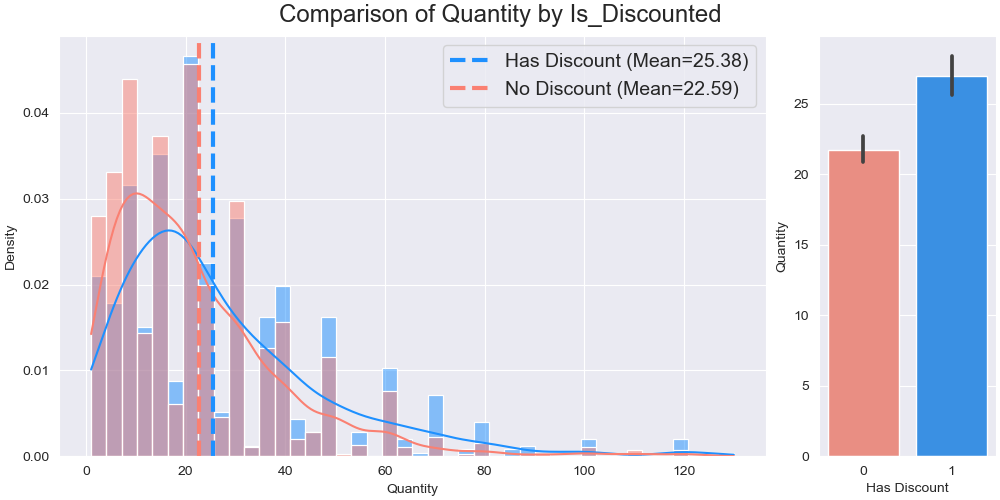 Comparison of Quantity by Is_Discounted
Has Discount (Mean=25.38)
No Discount (Mean=22.59)
Density
0.04
0.03
0.02
0.01
0.00
0 20 40 60 80 100 120
Quantity
Quantity
25
20
15
10
5
0
0 1
Has Discount